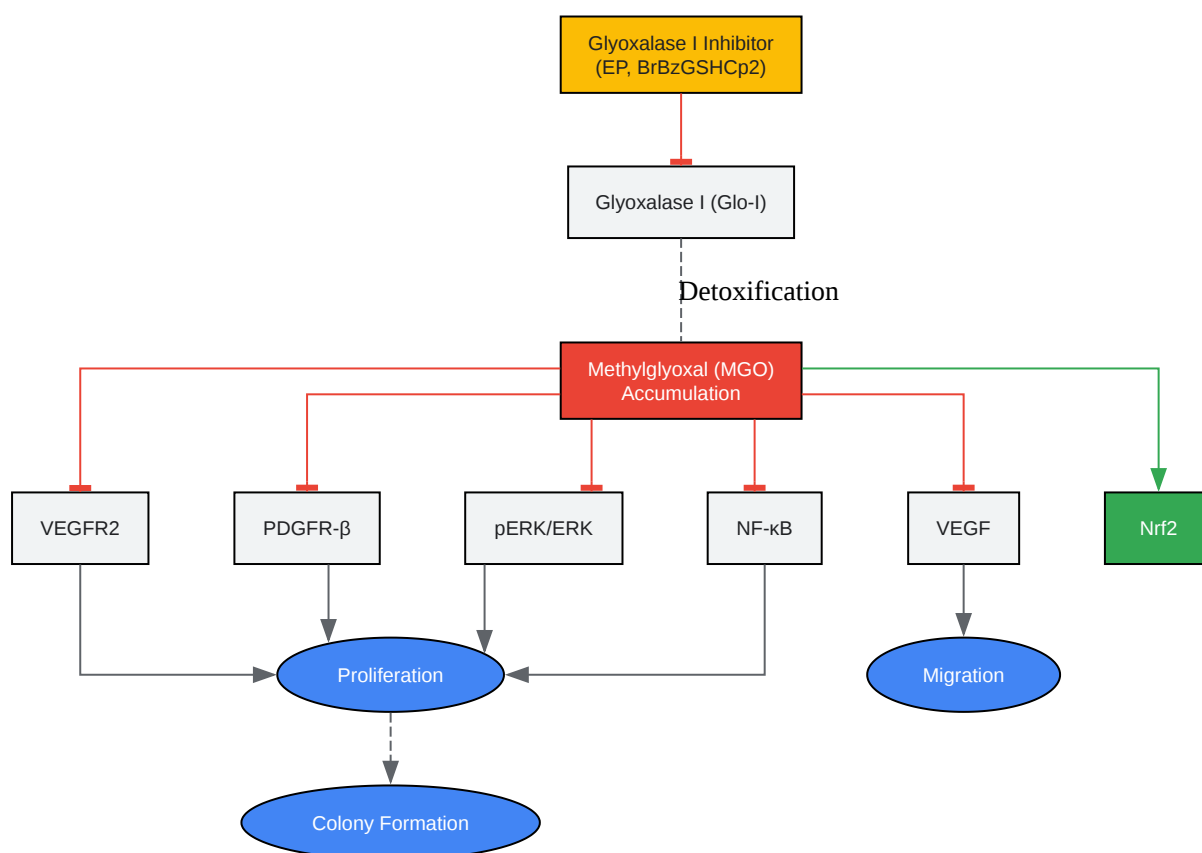 Glyoxalase I Inhibitor
(EP, BrBzGSHCp2)
Glyoxalase I (Glo-I)
Detoxification
Methylglyoxal (MGO)
Accumulation
VEGFR2
PDGFR-β
pERK/ERK
NF-κB
VEGF
Nrf2
Proliferation
Migration
Colony Formation